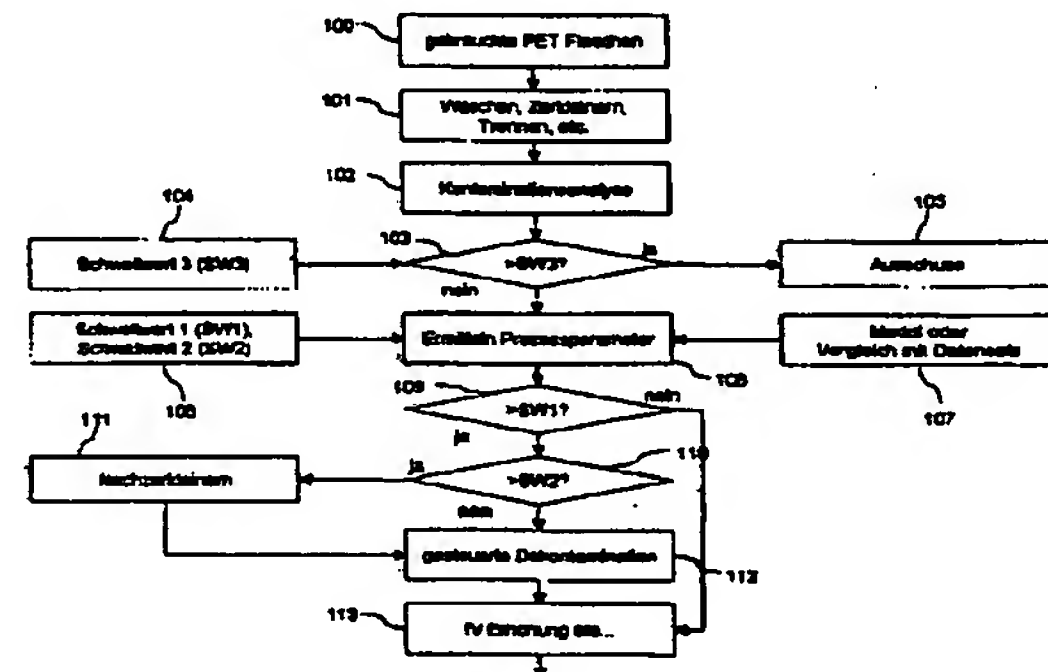 100
gebrauchte PET Flaschen
101
Waschen, Zerkleinern,
Trennen, etc.
102
Kontaminationsanalyse
104
103
105
Schwellwert 3 (SW3)
>SW3?
ja
Ausschuss
nein
Schwellwert 1 (SW1),
Schwellwert 2 (SW2)
Ermitteln Prozessparameter
Modell oder
Vergleich mit Datensatz
109
>SW1?
nein
107
111
ja
ja
>SW2?
110
Nachzerkleinern
nein
gesteuerte Dekontamination
112
113
IV Erhöhung etc...